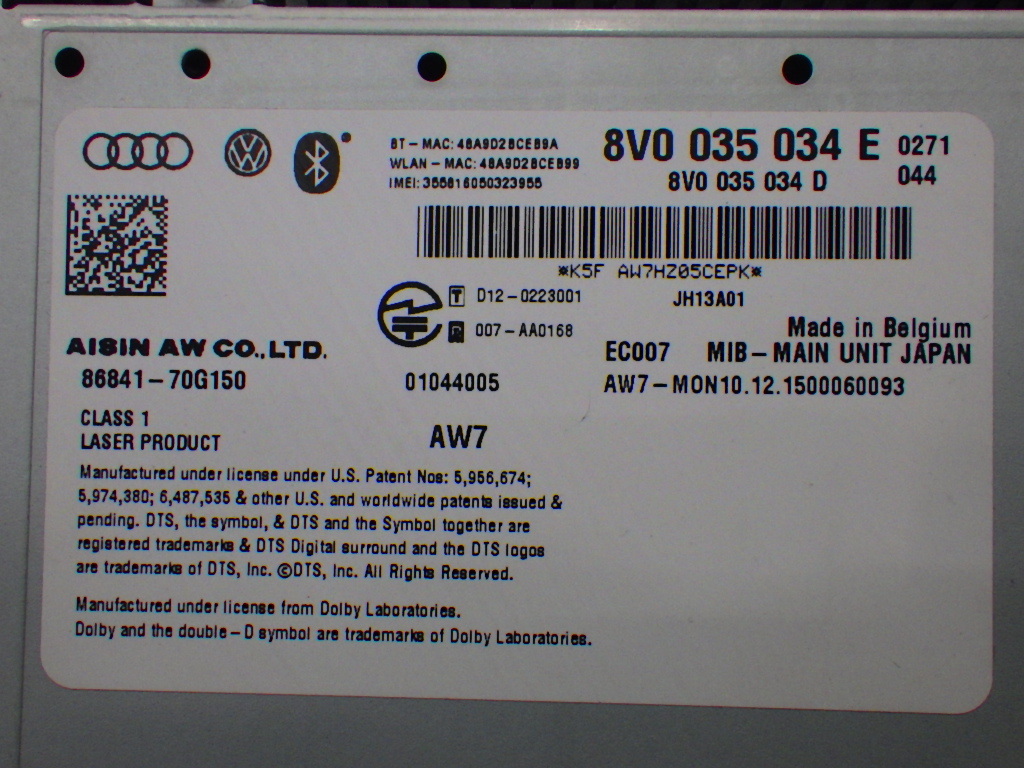 BT-MAC: 48A9D28CEB9A
WLAN-MAC: 48A9D28CEB99
IMEI: 355816050323955
8V0 035 034 E 0271
8V0 035 034 D 044
*K5F AW7HZ05CEPK*
T D12-0223001
JH13A01
R 007-AA0168
Made in Belgium
AISIN AW CO.,LTD.
EC007 MIB-MAIN UNIT JAPAN
86841-70G150
01044005
AW7-MON10.12.1500060093
CLASS 1
LASER PRODUCT
AW7
Manufactured under license under U.S. Patent Nos: 5,956,674;
5,974,380; 6,487,535 & other U.S. and worldwide patents issued &
pending. DTS, the symbol, & DTS and the Symbol together are
registered trademarks & DTS Digital surround and the DTS logos
are trademarks of DTS, Inc. ©DTS, Inc. All Rights Reserved.
Manufactured under license from Dolby Laboratories.
Dolby and the double-D symbol are trademarks of Dolby Laboratories.